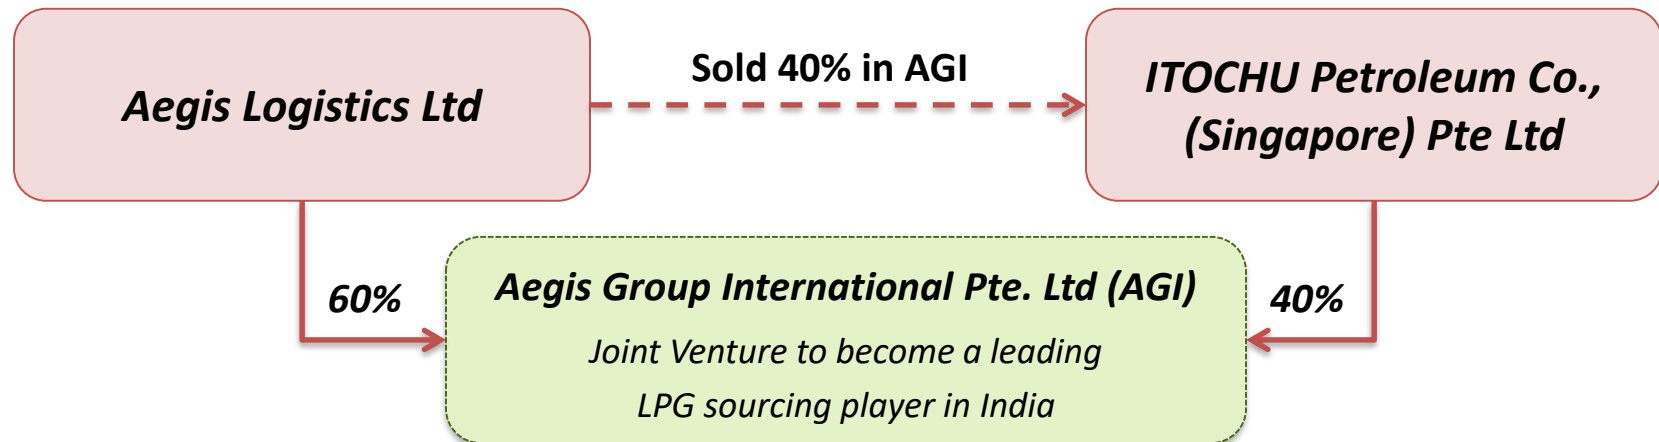 Aegis Logistics Ltd
Sold 40% in AGI
ITOCHU Petroleum Co.,
(Singapore) Pte Ltd
60%
Aegis Group International Pte. Ltd (AGI)
Joint Venture to become a leading
LPG sourcing player in India
40%